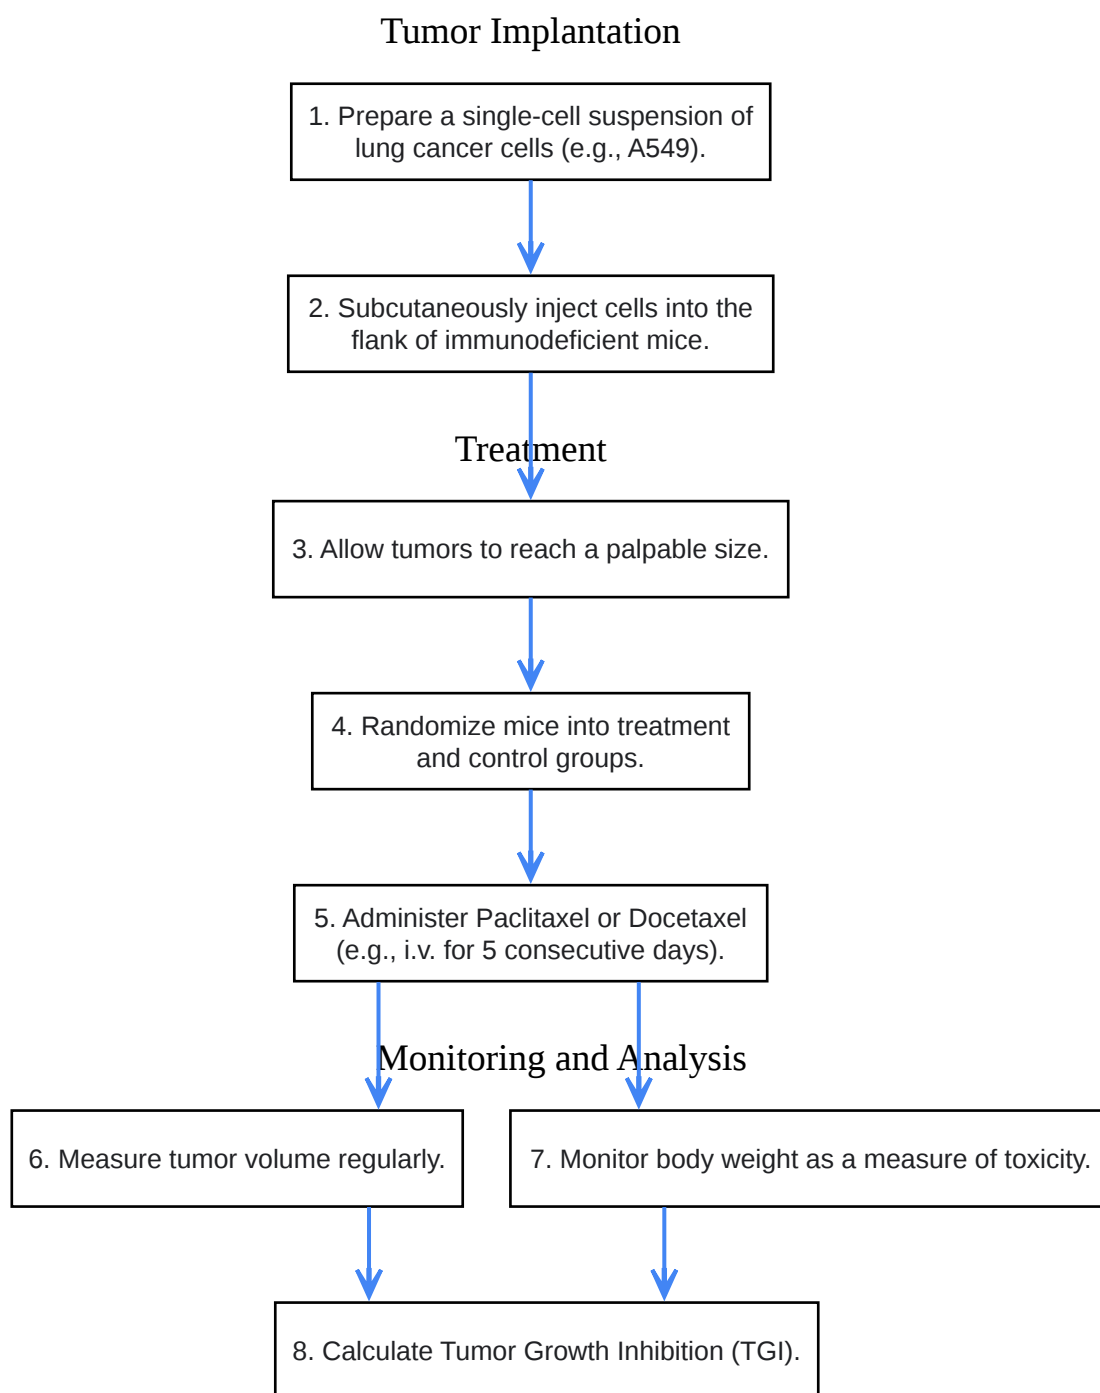 Tumor Implantation
1. Prepare a single-cell suspension of
lung cancer cells (e.g., A549).
2. Subcutaneously inject cells into the
flank of immunodeficient mice.
Treatment
3. Allow tumors to reach a palpable size.
4. Randomize mice into treatment
and control groups.
5. Administer Paclitaxel or Docetaxel
(e.g., i.v. for 5 consecutive days).
Monitoring and Analysis
6. Measure tumor volume regularly.
7. Monitor body weight as a measure of toxicity.
8. Calculate Tumor Growth Inhibition (TGI).